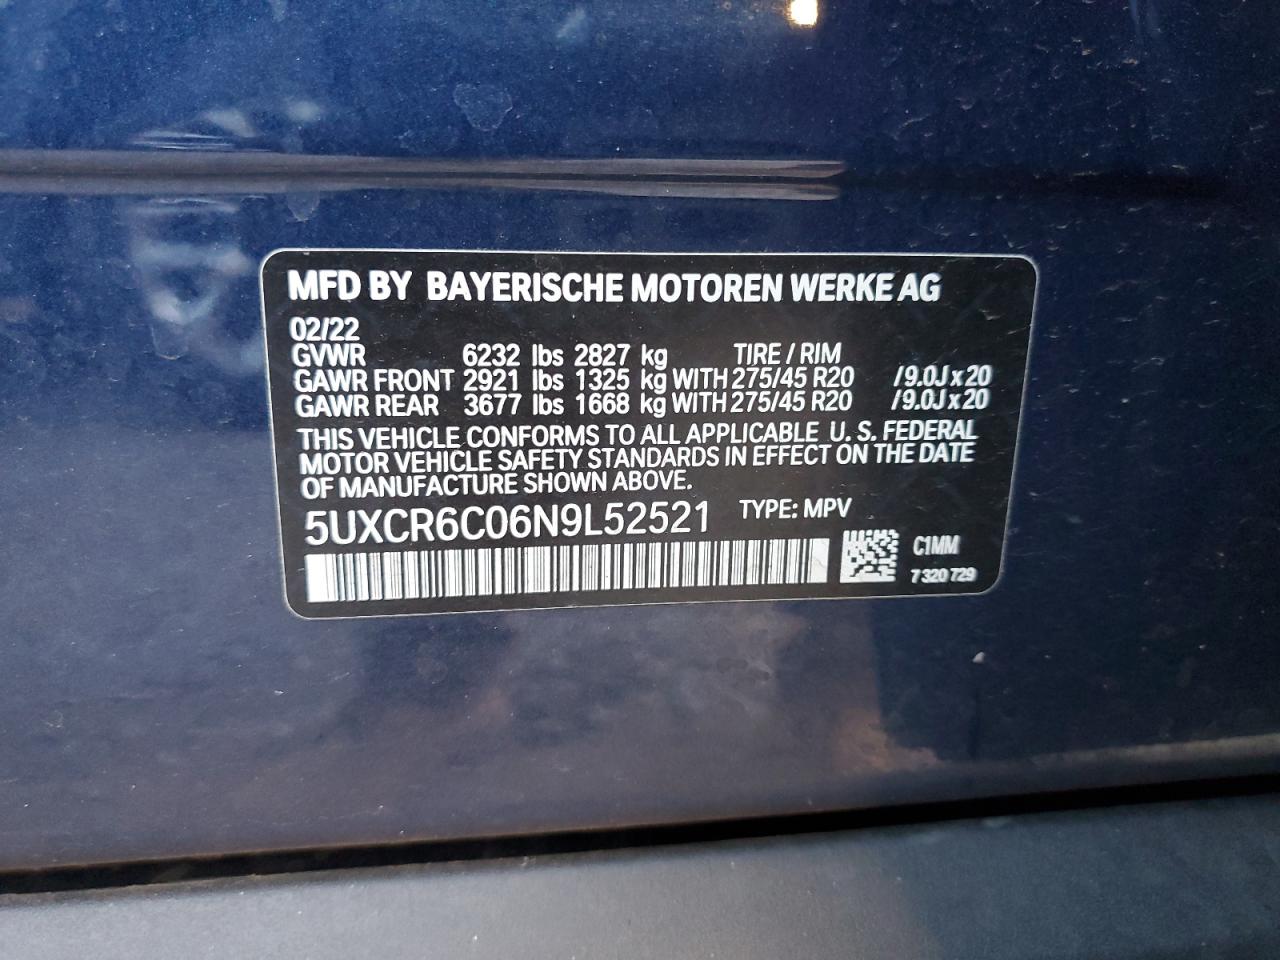 MFD BY BAYERISCHE MOTOREN WERKE AG
02/22
GVWR 6232 lbs 2827 kg TIRE / RIM
GAWR FRONT 2921 lbs 1325 kg WITH 275/45 R20 /9.0J x 20
GAWR REAR 3677 lbs 1668 kg WITH 275/45 R20 /9.0J x 20
THIS VEHICLE CONFORMS TO ALL APPLICABLE U. S. FEDERAL
MOTOR VEHICLE SAFETY STANDARDS IN EFFECT ON THE DATE
OF MANUFACTURE SHOWN ABOVE.
5UXCR6C06N9L52521 TYPE: MPV
C1MM
7 320 729